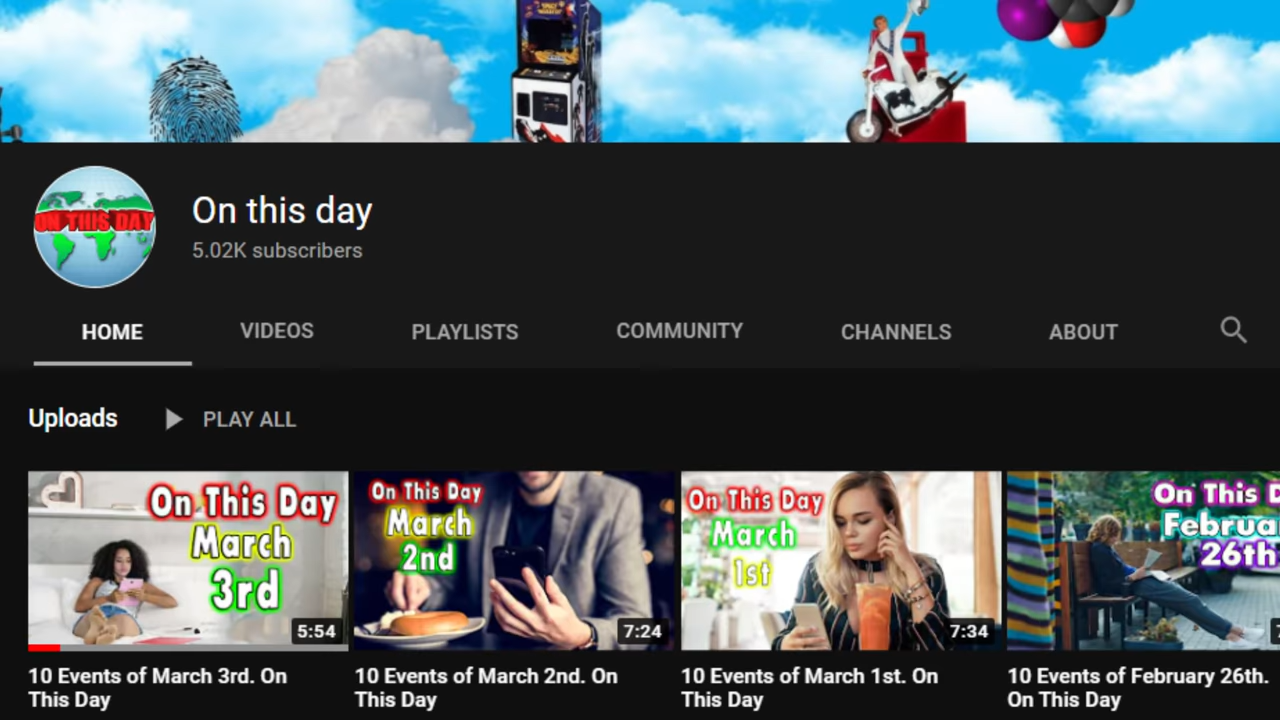 ON THIS DAY
On this day
5.02K subscribers
HOME VIDEOS PLAYLISTS COMMUNITY CHANNELS ABOUT
Uploads PLAY ALL
On This Day
March
3rd
5:54
On This Day
March
2nd
7:24
On This Day
March
1st
7:34
On This D
Februa
26th
10 Events of March 3rd. On
This Day
10 Events of March 2nd. On
This Day
10 Events of March 1st. On
This Day
10 Events of February 26th.
On This Day